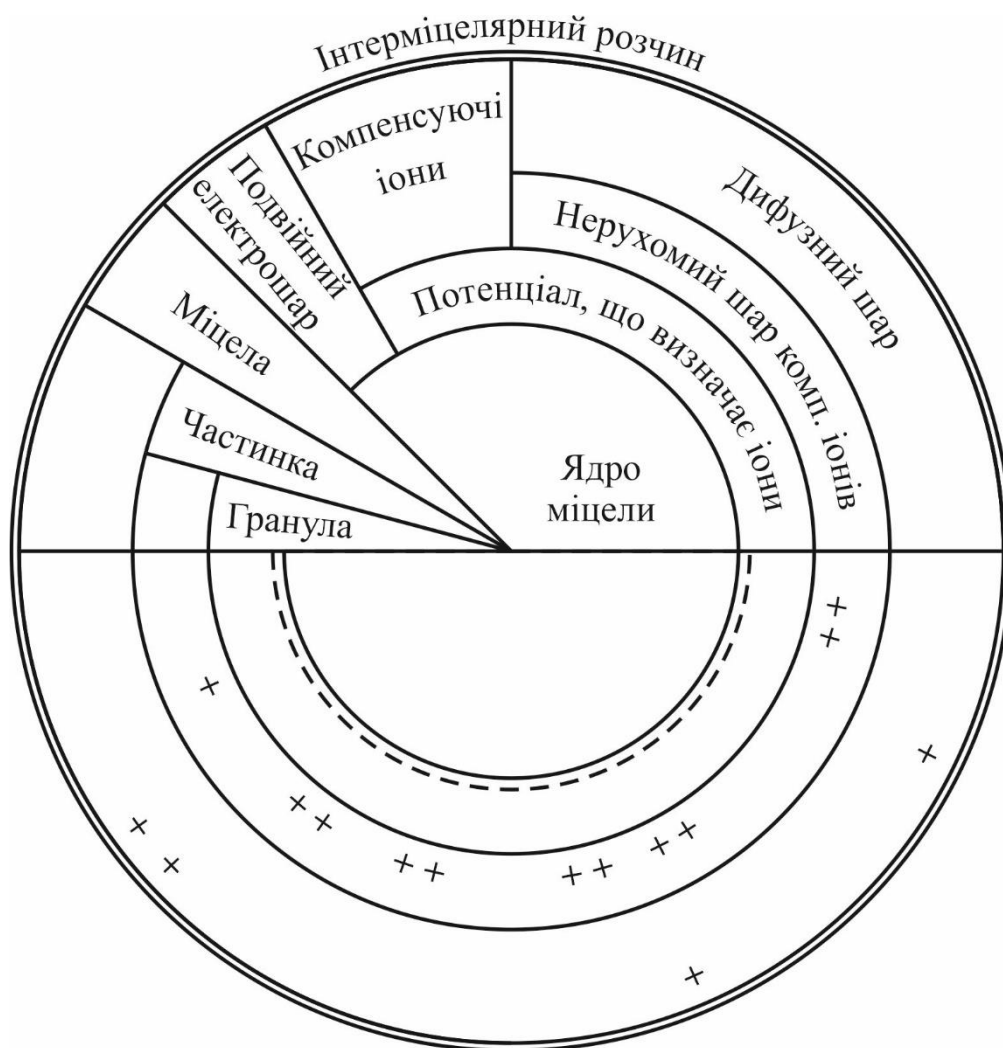 Інтерміцелярний розчин
Компенсуючі
іони
Подвійний
електрошар
Міцела
Частинка
Гранула
Дифузний шар
Нерухомий шар комп. іонів
Потенціал, що визначає іони
Ядро
міцели